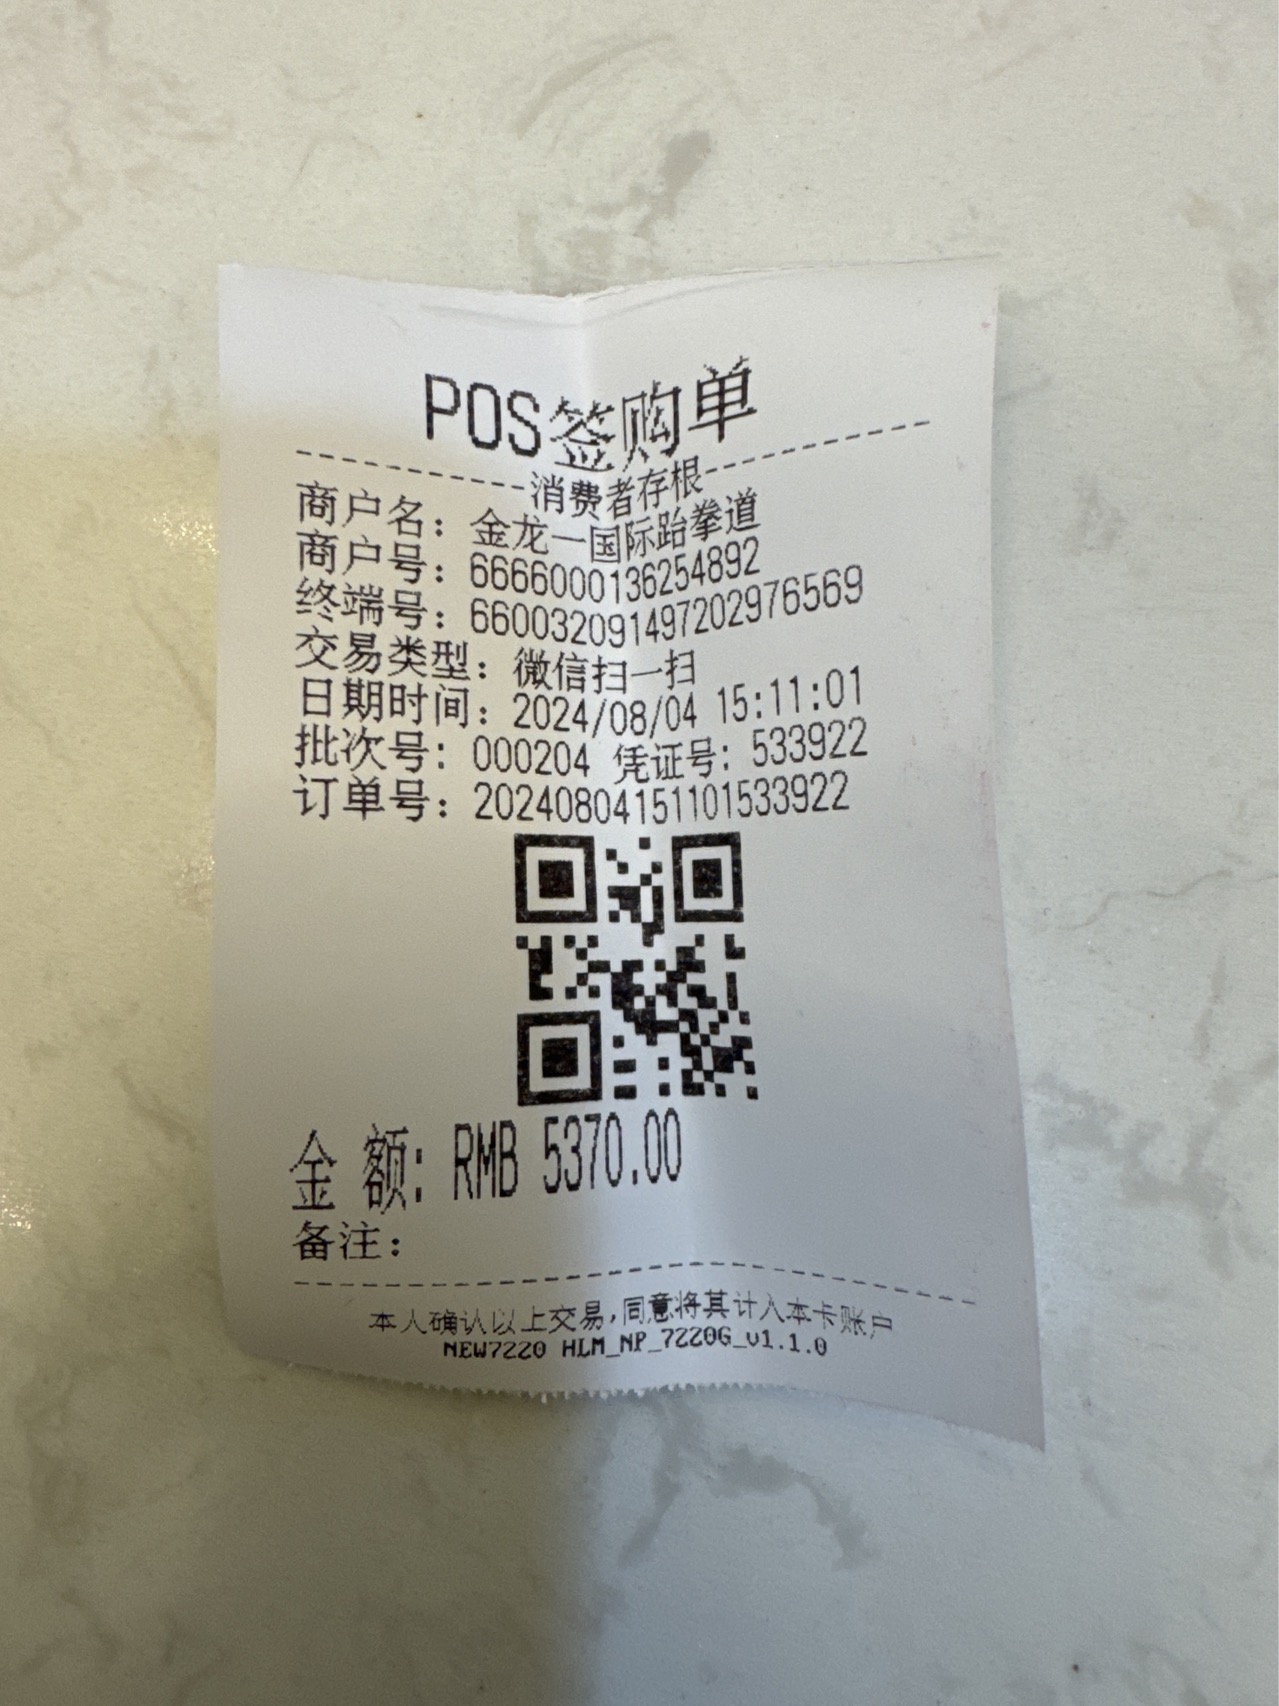 POS签购单
消费者存根
商户名：金龙一国际跆拳道
商户号：6666000136254892
终端号：66003209149720297​6569
交易类型：微信扫一扫
日期时间：2024/08/04 15:11:01
批次号：000204 凭证号：533922
订单号：20240804151101533922
金 额：RMB 5370.00
备注：
本人确认以上交易,同意将其计入本卡账户
NEW7220 HLM_NP_7220G_v1.1.0